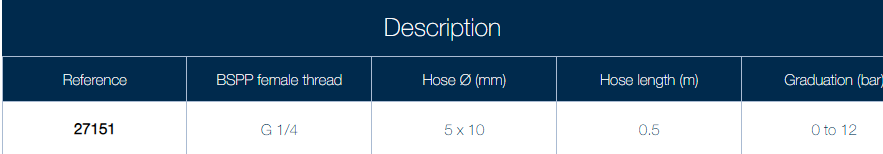 Description
Reference BSPP female thread Hose Ø (mm) Hose length (m) Graduation (bar)
27151 G 1/4 5 x 10 0.5 0 to 12